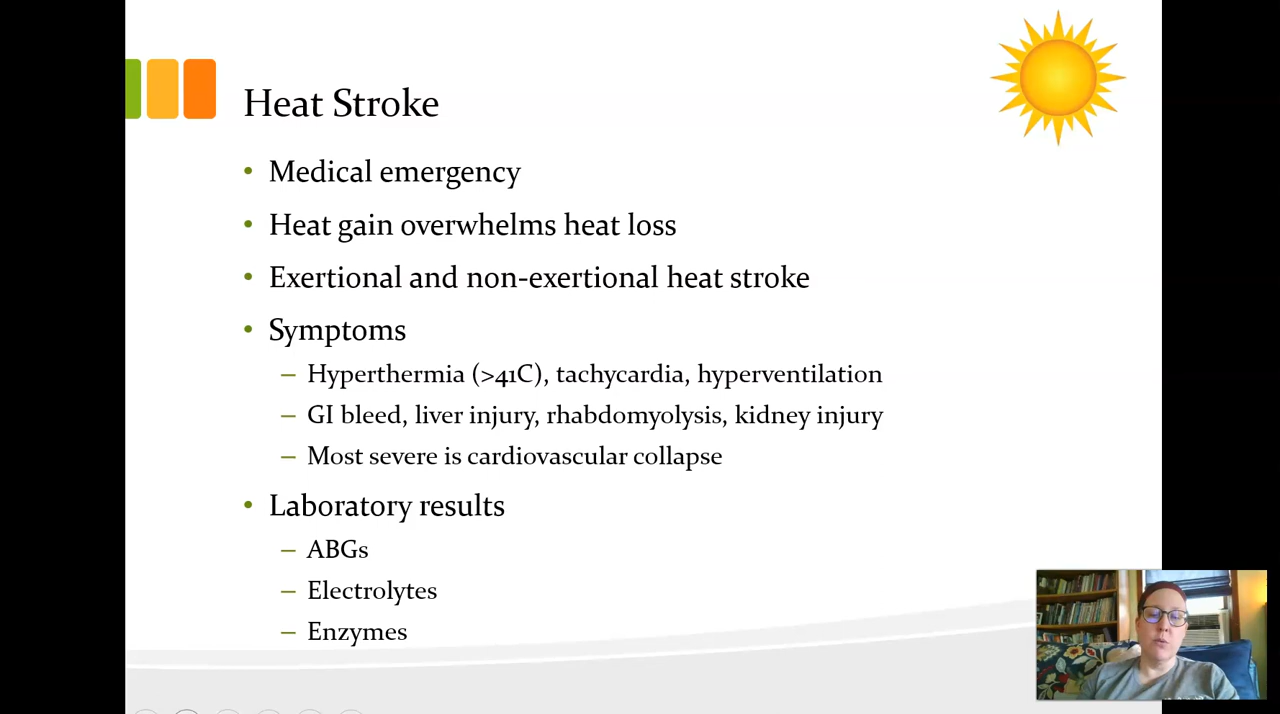 Heat Stroke
• Medical emergency
• Heat gain overwhelms heat loss
• Exertional and non-exertional heat stroke
• Symptoms
– Hyperthermia (>41C), tachycardia, hyperventilation
– GI bleed, liver injury, rhabdomyolysis, kidney injury
– Most severe is cardiovascular collapse
• Laboratory results
– ABGs
– Electrolytes
– Enzymes